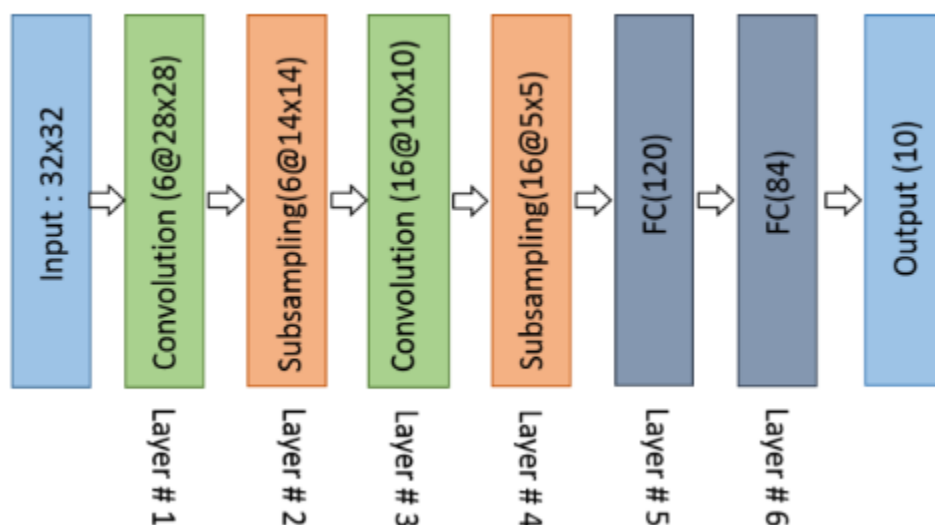 Input : 32x32
Convolution (6@28x28)
Subsampling(6@14x14)
Convolution (16@10x10)
Subsampling(16@5x5)
FC(120)
FC(84)
Output (10)
Layer # 1
Layer # 2
Layer # 3
Layer # 4
Layer # 5
Layer # 6